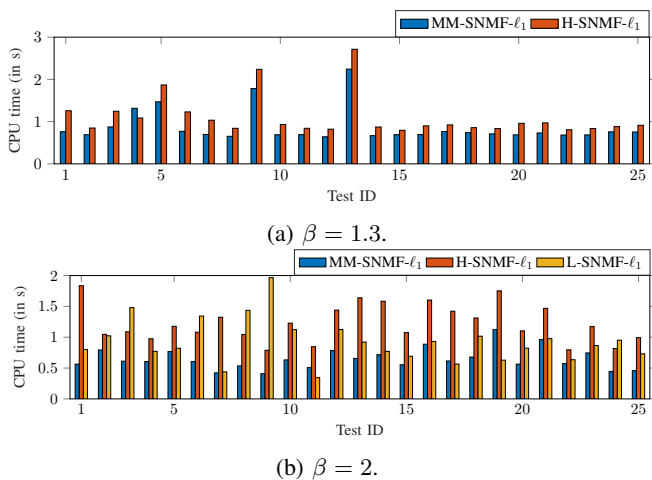 MM-SNMF-ℓ₁ H-SNMF-ℓ₁
3
2
1
0
CPU time (in s)
1 5 10 15 20 25
Test ID
(a) β = 1.3.
MM-SNMF-ℓ₁ H-SNMF-ℓ₁ L-SNMF-ℓ₁
2
1.5
1
0.5
0
CPU time (in s)
1 5 10 15 20 25
Test ID
(b) β = 2.